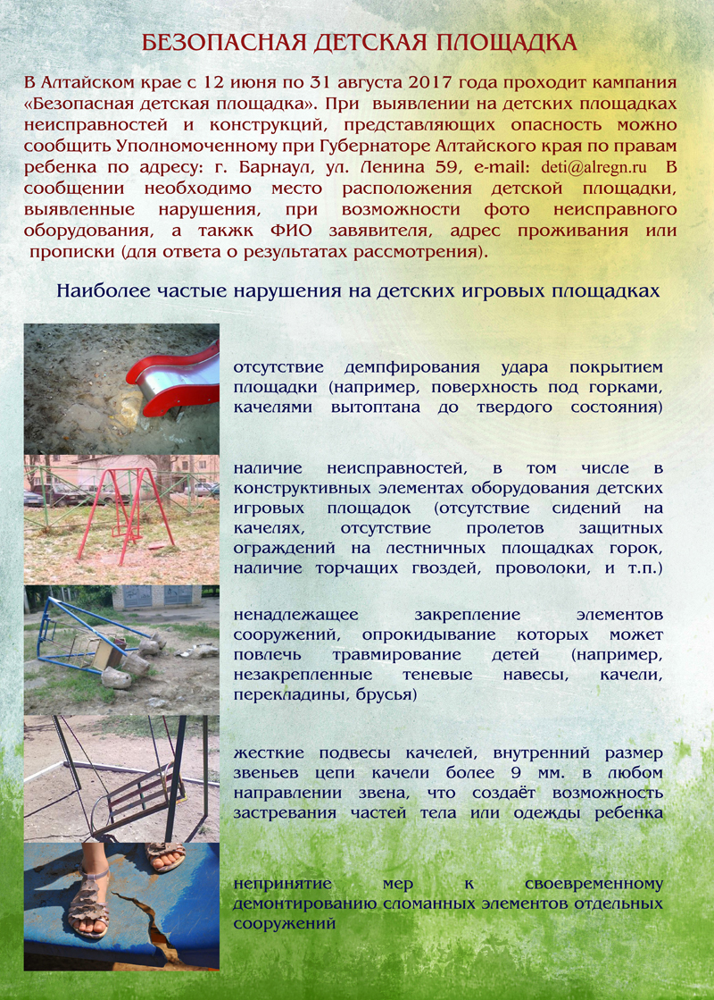 БЕЗОПАСНАЯ ДЕТСКАЯ ПЛОЩАДКА
В Алтайском крае с 12 июня по 31 августа 2017 года проходит кампания
«Безопасная детская площадка». При выявлении на детских площадках
неисправностей и конструкций, представляющих опасность можно
сообщить Уполномоченному при Губернаторе Алтайского края по правам
ребенка по адресу: г. Барнаул, ул. Ленина 59, e-mail: deti@alregn.ru В
сообщении необходимо место расположения детской площадки,
выявленные нарушения, при возможности фото неисправного
оборудования, а такжк ФИО завявителя, адрес проживания или
прописки (для ответа о результатах рассмотрения).
Наиболее частые нарушения на детских игровых площадках
отсутствие демпфирования удара покрытием
площадки (например, поверхность под горками,
качелями вытоптана до твердого состояния)
наличие неисправностей, в том числе в
конструктивных элементах оборудования детских
игровых площадок (отсутствие сидений на
качелях, отсутствие пролетов защитных
ограждений на лестничных площадках горок,
наличие торчащих гвоздей, проволоки, и т.п.)
ненадлежащее закрепление элементов
сооружений, опрокидывание которых может
повлечь травмирование детей (например,
незакрепленные теневые навесы, качели,
перекладины, брусья)
жесткие подвесы качелей, внутренний размер
звеньев цепи качели более 9 мм. в любом
направлении звена, что создаёт возможность
застревания частей тела или одежды ребенка
непринятие мер к своевременному
демонтированию сломанных элементов отдельных
сооружений